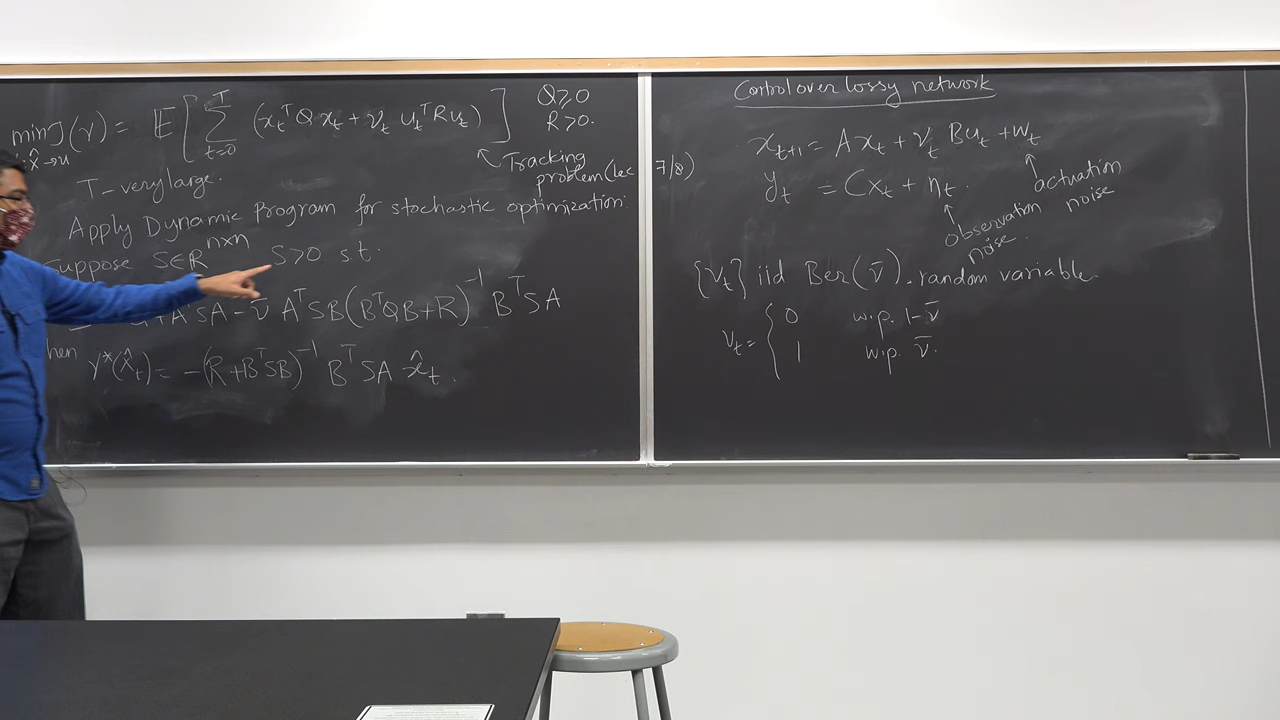 min J(γ) = E[ Σ_{t=0}^{T} (x_t^T Q x_t + ν_t u_t^T R u_t) ]
Q ≥ 0
R > 0.
: X̂ → U
T – very large.
Tracking
problem (lec 7/8)
Apply Dynamic Program for stochastic optimization:
Suppose S ∈ R^{n×n} S > 0 s.t.
A^T S A − ν̄ A^T S B (B^T Q B + R)^{-1} B^T S A
hen γ*(x̂_t) = −(R + B^T S B)^{-1} B^T S A x̂_t.
Control over lossy network
x_{t+1} = A x_t + ν_t B u_t + w_t
y_t = C x_t + η_t.
actuation
noise
observation
noise.
{ν_t} iid Ber(ν̄). random variable.
ν_t = { 0 w.p. 1 − ν̄
1 w.p. ν̄.